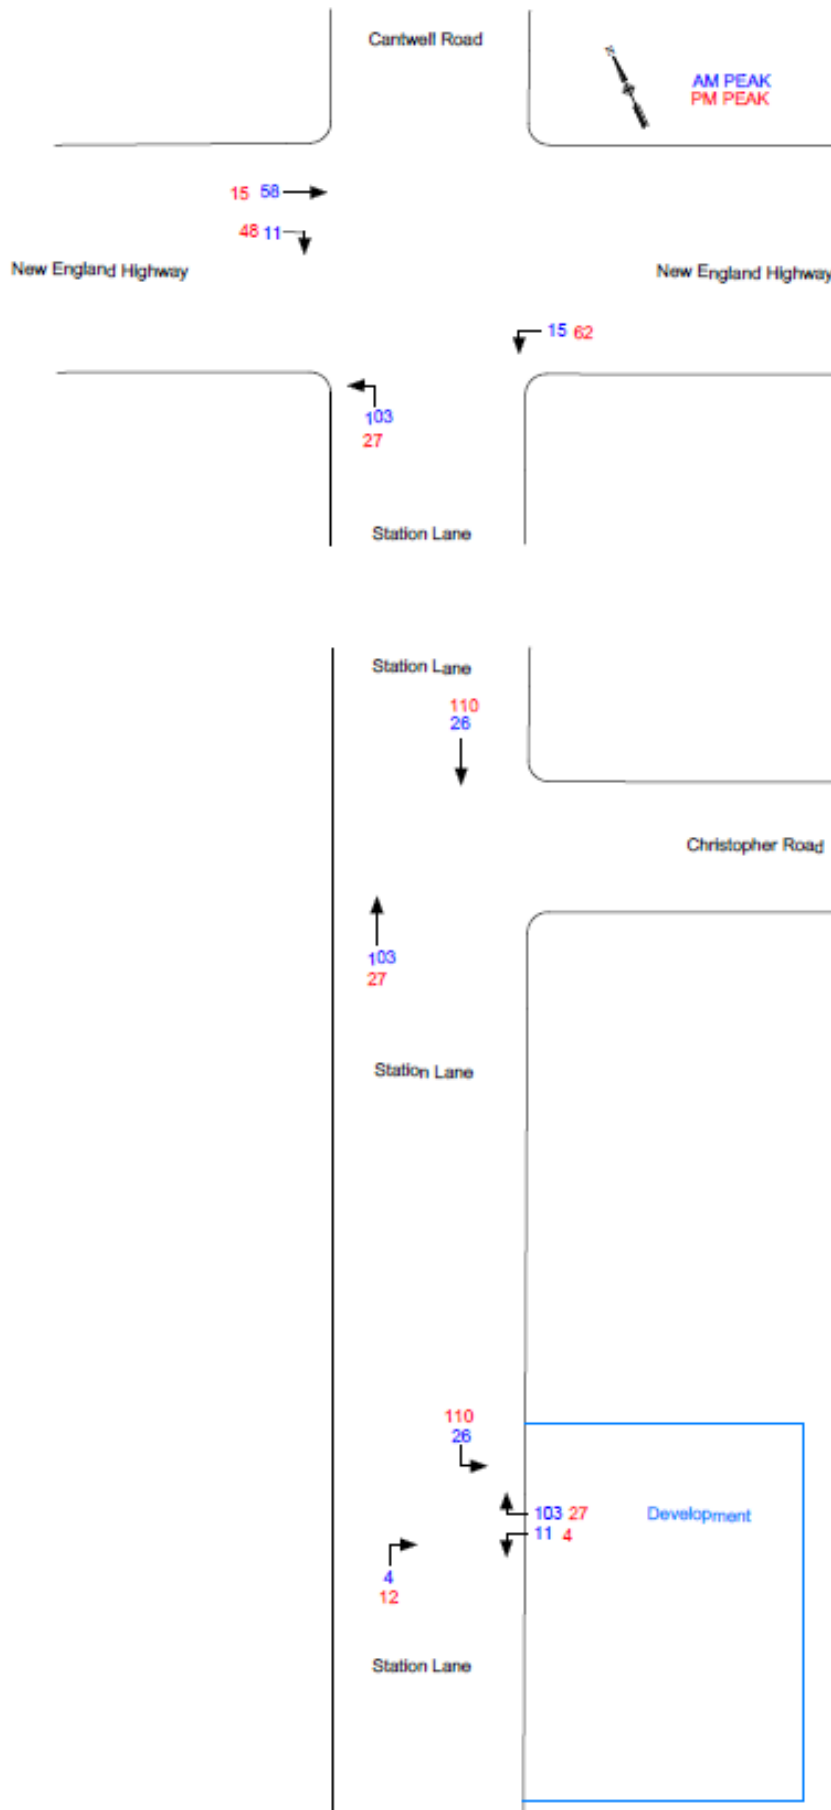 Cantwell Road
N
AM PEAK
PM PEAK
15 58
48 11
New England Highway
New England Highway
15 62
103
27
Station Lane
Station Lane
110
26
Christopher Road
103
27
Station Lane
110
26
103 27
Development
11 4
4
12
Station Lane